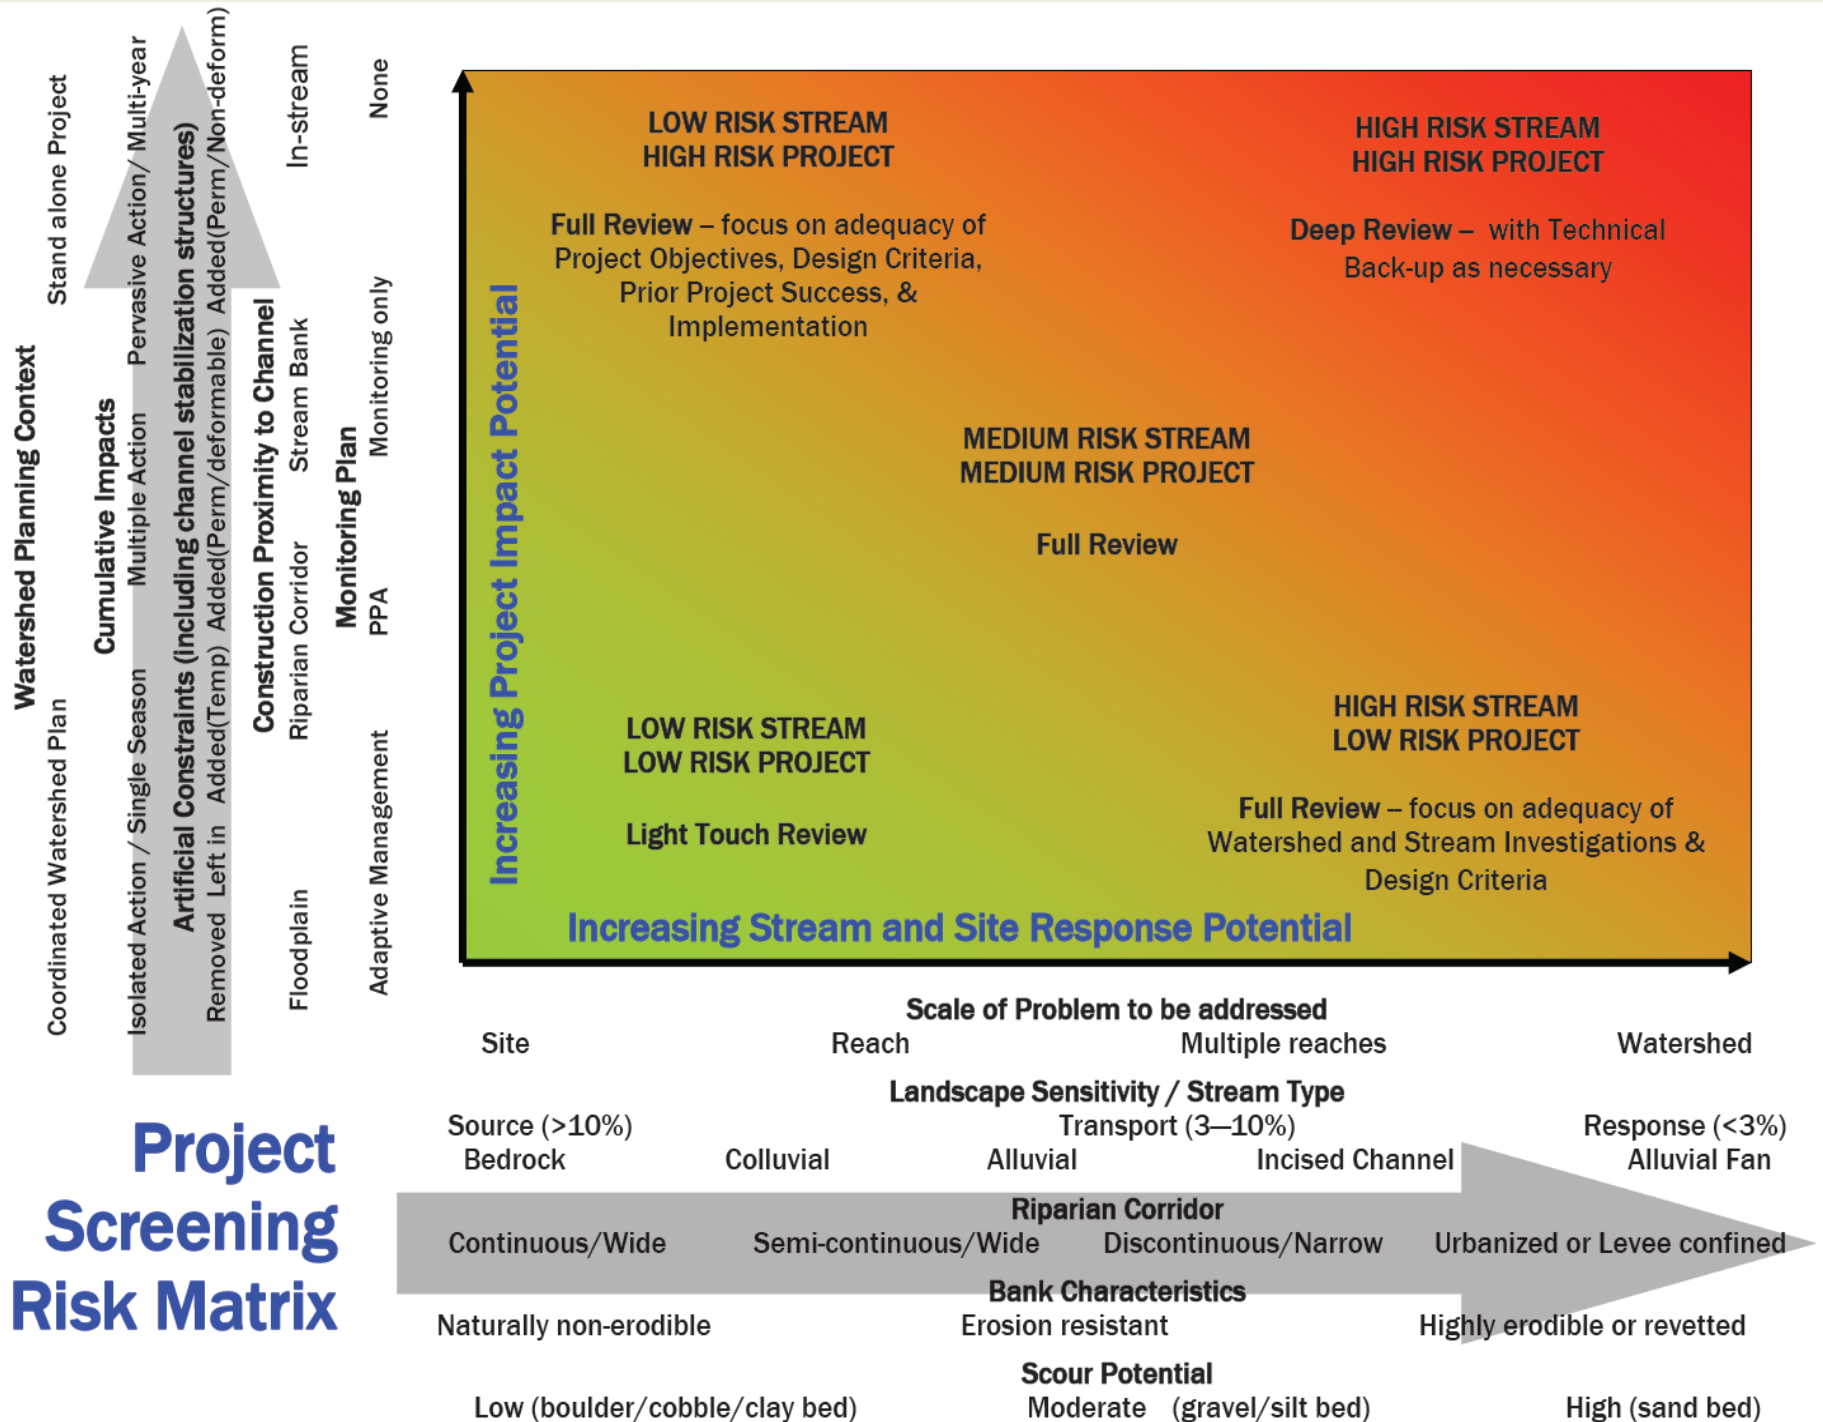 Watershed Planning Context
Coordinated Watershed Plan
Stand alone Project
Cumulative Impacts
Isolated Action / Single Season
Multiple Action
Pervasive Action/ Multi-year
Artificial Constraints (including channel stabilization structures)
Removed Left in Added(Temp) Added(Perm/deformable) Added(Perm/Non-deform)
Construction Proximity to Channel
Floodplain
Riparian Corridor
Stream Bank
In-stream
Monitoring Plan
Adaptive Management
PPA
Monitoring only
None
Increasing Project Impact Potential
LOW RISK STREAM
HIGH RISK PROJECT
Full Review – focus on adequacy of
Project Objectives, Design Criteria,
Prior Project Success, &
Implementation
HIGH RISK STREAM
HIGH RISK PROJECT
Deep Review – with Technical
Back-up as necessary
MEDIUM RISK STREAM
MEDIUM RISK PROJECT
Full Review
LOW RISK STREAM
LOW RISK PROJECT
Light Touch Review
HIGH RISK STREAM
LOW RISK PROJECT
Full Review – focus on adequacy of
Watershed and Stream Investigations &
Design Criteria
Increasing Stream and Site Response Potential
Scale of Problem to be addressed
Site Reach Multiple reaches Watershed
Landscape Sensitivity / Stream Type
Source (>10%) Transport (3—10%) Response (<3%)
Bedrock Colluvial Alluvial Incised Channel Alluvial Fan
Riparian Corridor
Continuous/Wide Semi-continuous/Wide Discontinuous/Narrow Urbanized or Levee confined
Bank Characteristics
Naturally non-erodible Erosion resistant Highly erodible or revetted
Scour Potential
Low (boulder/cobble/clay bed) Moderate (gravel/silt bed) High (sand bed)
Project
Screening
Risk Matrix